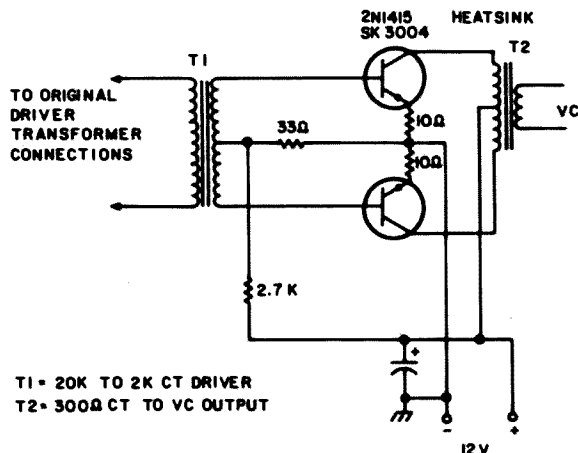 2N1415
SK 3004
HEATSINK
T1
T2
TO ORIGINAL
DRIVER
TRANSFORMER
CONNECTIONS
33Ω
10Ω
10Ω
VC
2.7 K
+
T1 = 20K TO 2K CT DRIVER
T2 = 300Ω CT TO VC OUTPUT
-
+
12V